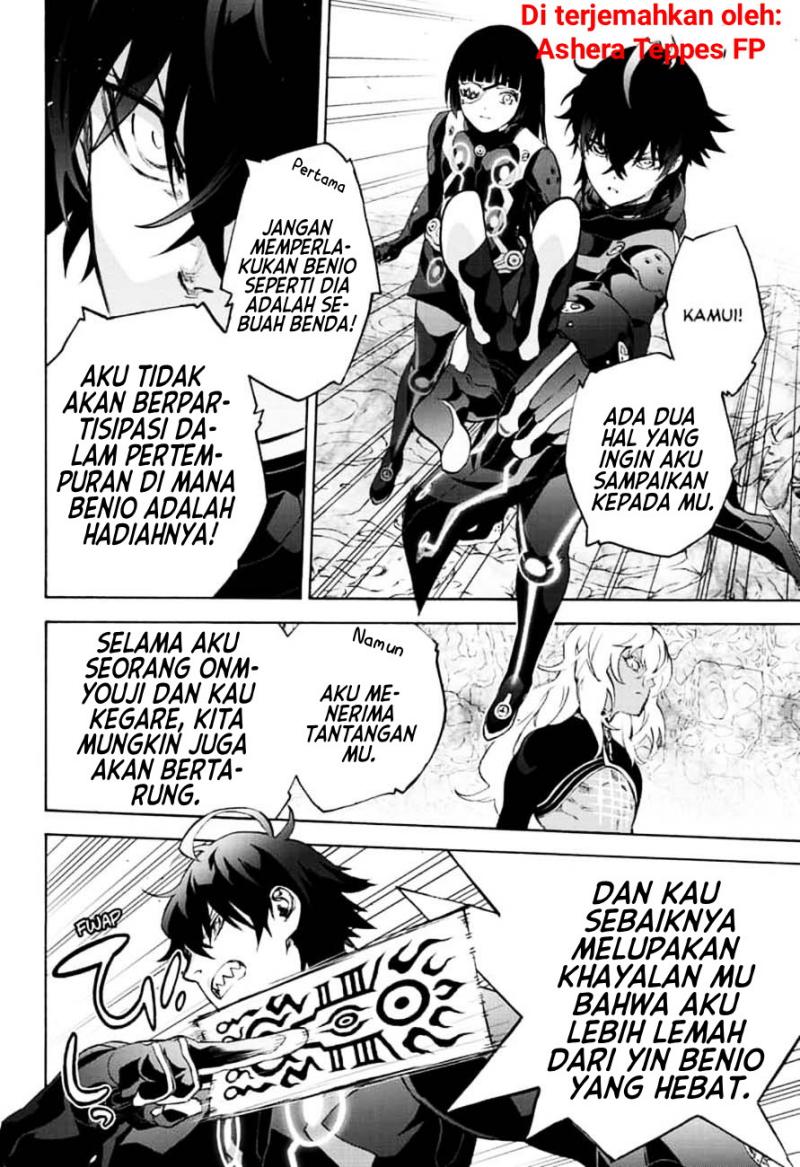 Di terjemahkan oleh:
Ashera Teppes FP
KAMUI!
ADA DUA
HAL YANG
INGIN AKU
SAMPAIKAN
KEPADA MU.
Pertama
JANGAN
MEMPERLA-
KUKAN BENIO
SEPERTI DIA
ADALAH SE-
BUAH BENDA!
AKU TIDAK
AKAN BERPAR-
TISIPASI DA-
LAM PERTEM-
PURAN DI MANA
BENIO ADALAH
HADIAHNYA!
Namun
AKU ME-
NERIMA
TANTANGAN
MU.
SELAMA AKU
SEORANG ONM-
YOUJI DAN KAU
KEGARE, KITA
MUNGKIN JUGA
AKAN BERTA-
RUNG.
DAN KAU
SEBAIKNYA
MELUPAKAN
KHAYALAN MU
BAHWA AKU
LEBIH LEMAH
DARI YIN BENIO
YANG HEBAT.
FWAP